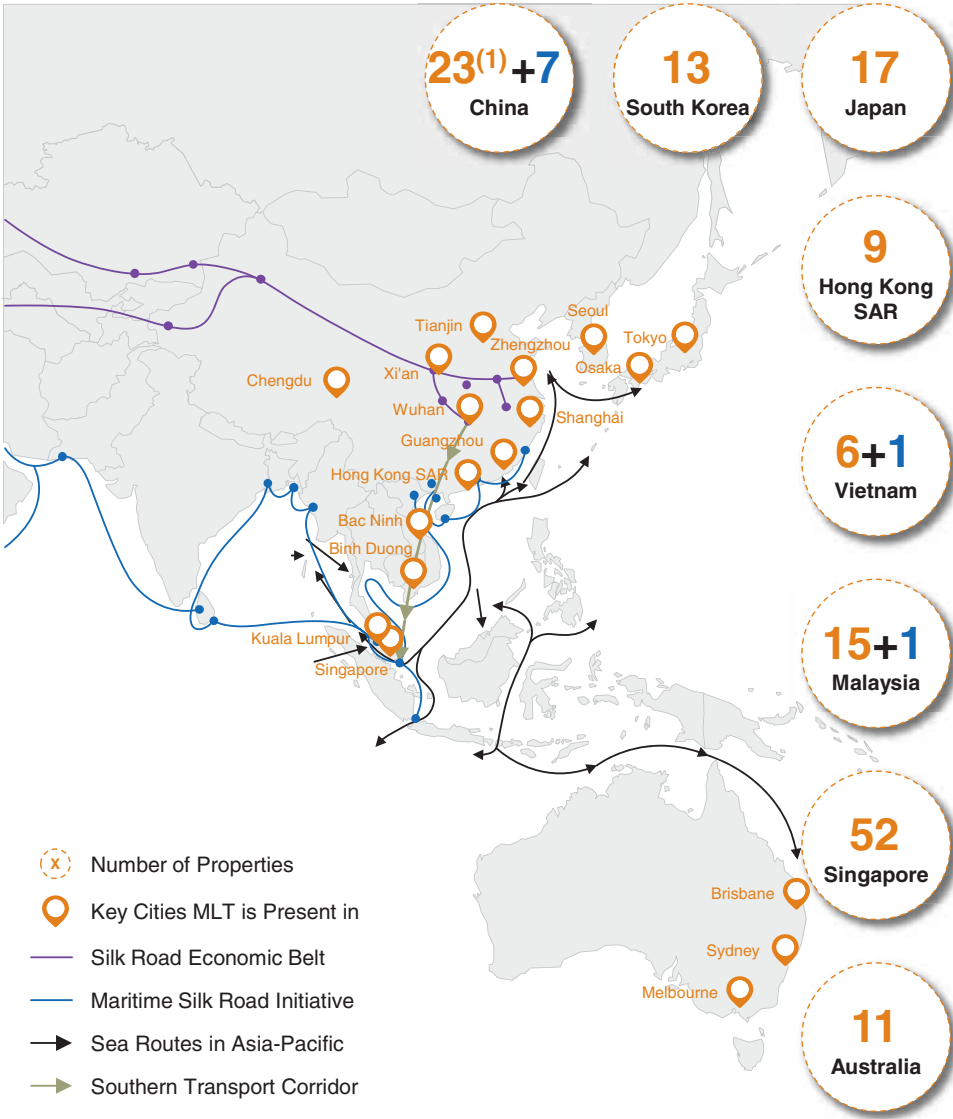 23(1)+7
China
13
South Korea
17
Japan
9
Hong Kong
SAR
6+1
Vietnam
15+1
Malaysia
52
Singapore
11
Australia
Seoul
Tianjin
Zhengzhou
Tokyo
Osaka
Xi'an
Chengdu
Wuhan
Shanghai
Guangzhou
Hong Kong SAR
Bac Ninh
Binh Duong
Kuala Lumpur
Singapore
Brisbane
Sydney
Melbourne
x Number of Properties
Key Cities MLT is Present in
Silk Road Economic Belt
Maritime Silk Road Initiative
Sea Routes in Asia-Pacific
Southern Transport Corridor